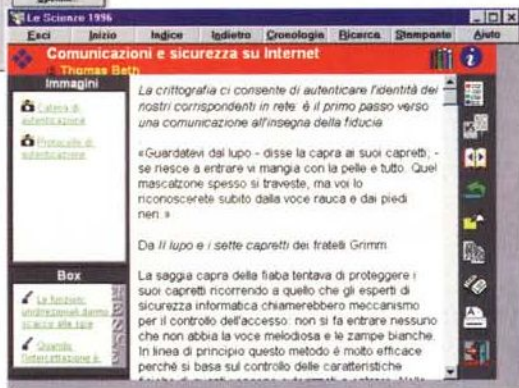 Le Scienze 1996
Esci Inizio Indice Indietro Cronologia Ricerca Stampante Aiuto
Comunicazioni e sicurezza su Internet
di Thomas Beth
Immagini
Catena di
autenticazione
Protocollo di
autenticazione
La crittografia ci consente di autenticare l'identità dei
nostri corrispondenti in rete: è il primo passo verso
una comunicazione all'insegna della fiducia
«Guardatevi dal lupo - disse la capra ai suoi capretti, -
se riesce a entrare vi mangia con la pelle e tutto. Quel
mascalzone spesso si traveste, ma voi lo
riconoscerete subito dalla voce rauca e dai piedi
neri.»
Da Il lupo e i sette capretti dei fratelli Grimm
Box
Le funzioni
unidirezionali danno
scacco alle spie
Quando
l'intercettazione è
La saggia capra della fiaba tentava di proteggere i
suoi capretti ricorrendo a quello che gli esperti di
sicurezza informatica chiamerebbero meccanismo
per il controllo dell'accesso: non si fa entrare nessuno
che non abbia la voce melodiosa e le zampe bianche.
In linea di principio questo metodo è molto efficace
perché si basa sul controllo delle caratteristiche